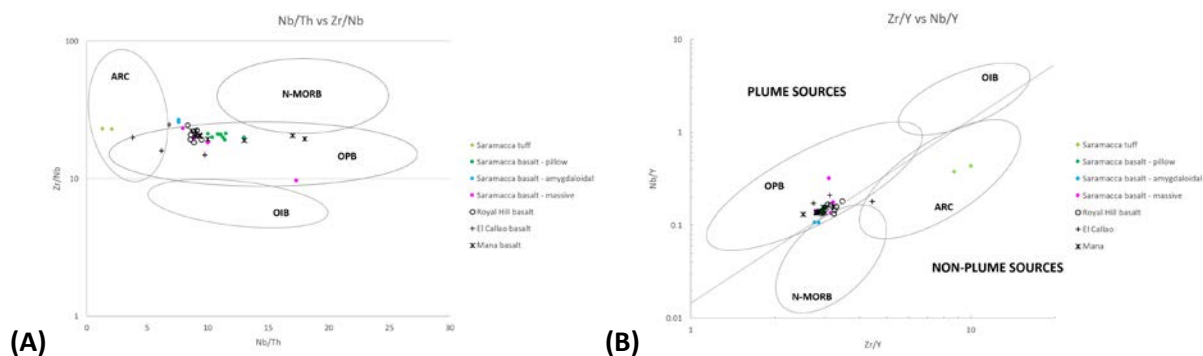 Nb/Th vs Zr/Nb
100
10
1
0
5
10
15
20
25
30
Zr/Nb
Nb/Th
ARC
N-MORB
OPB
OIB
Saramacca tuff
Saramacca basalt - pillow
Saramacca basalt - amygdaloidal
Saramacca basalt - massive
Royal Hill basalt
El Callao basalt
Mana basalt
(A)
Zr/Y vs Nb/Y
10
1
0.1
0.01
1
10
Nb/Y
Zr/Y
PLUME SOURCES
OIB
OPB
ARC
N-MORB
NON-PLUME SOURCES
Saramacca tuff
Saramacca basalt - pillow
Saramacca basalt - amygdaloidal
Saramacca basalt - massive
Royal Hill basalt
El Callao
Mana
(B)